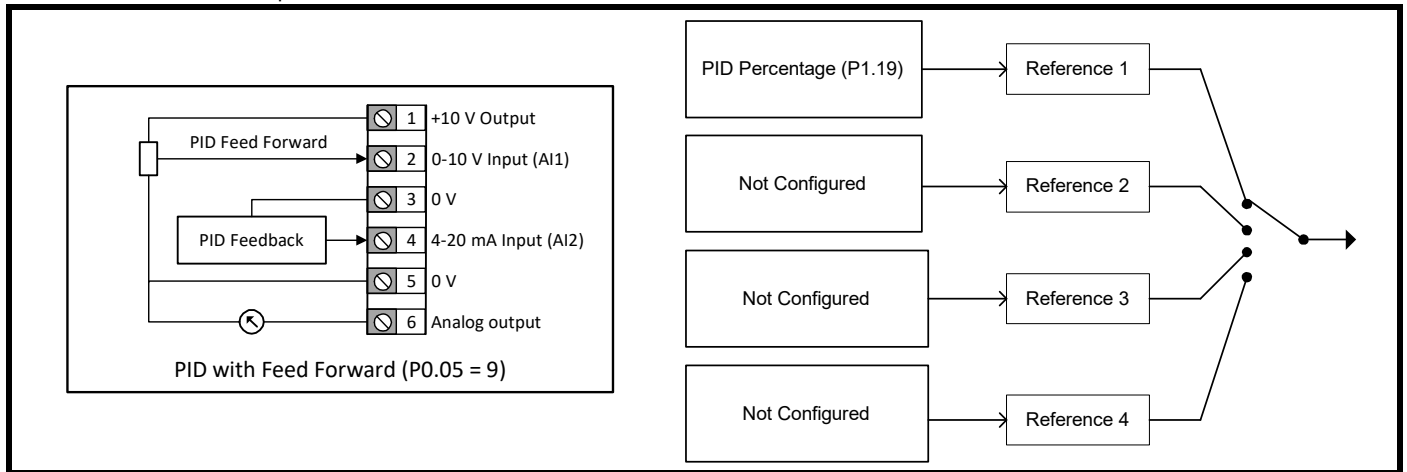 1 +10 V Output
PID Feed Forward
2 0-10 V Input (AI1)
3 0 V
PID Feedback
4 4-20 mA Input (AI2)
5 0 V
6 Analog output
PID with Feed Forward (P0.05 = 9)
PID Percentage (P1.19)
Reference 1
Not Configured
Reference 2
Not Configured
Reference 3
Not Configured
Reference 4